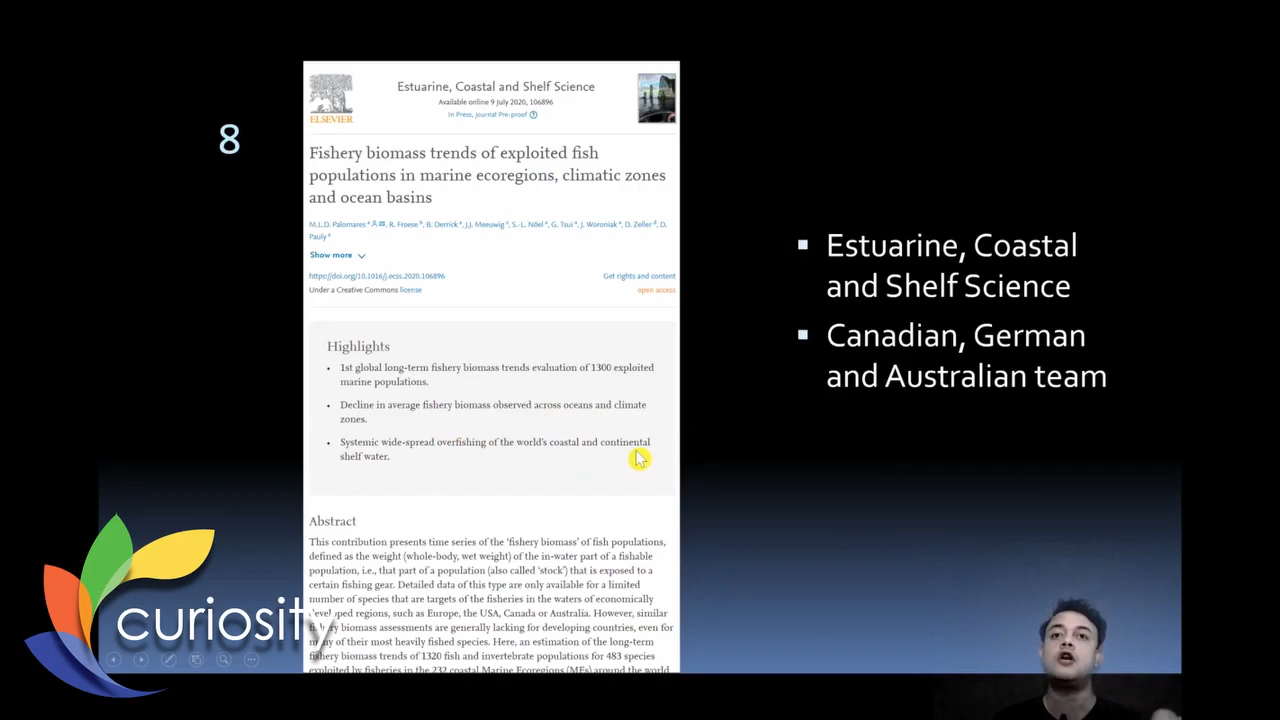 8
ELSEVIER
Estuarine, Coastal and Shelf Science
Available online 9 July 2020, 106896
In Press, Journal Pre-proof
Fishery biomass trends of exploited fish
populations in marine ecoregions, climatic zones
and ocean basins
M.L.D. Palomares a, R. Froese b, B. Derrick a, J.J. Meeuwig c, S.-L. Nöel a, G. Tsui a, J. Woroniak a, D. Zeller d, D.
Pauly a
Show more
https://doi.org/10.1016/j.ecss.2020.106896
Get rights and content
Under a Creative Commons license
open access
Highlights
• 1st global long-term fishery biomass trends evaluation of 1300 exploited
marine populations.
• Decline in average fishery biomass observed across oceans and climate
zones.
• Systemic wide-spread overfishing of the world's coastal and continental
shelf water.
Abstract
This contribution presents time series of the 'fishery biomass' of fish populations,
defined as the weight (whole-body, wet weight) of the in-water part of a fishable
population, i.e., that part of a population (also called 'stock') that is exposed to a
certain fishing gear. Detailed data of this type are only available for a limited
number of species that are targets of the fisheries in the waters of economically
developed regions, such as Europe, the USA, Canada or Australia. However, similar
fishery biomass assessments are generally lacking for developing countries, even for
many of their most heavily fished species. Here, an estimation of the long-term
fishery biomass trends of 1320 fish and invertebrate populations for 483 species
exploited by fisheries in the 232 coastal Marine Ecoregions (MEs) around the world
▪ Estuarine, Coastal
and Shelf Science
▪ Canadian, German
and Australian team
curiosity